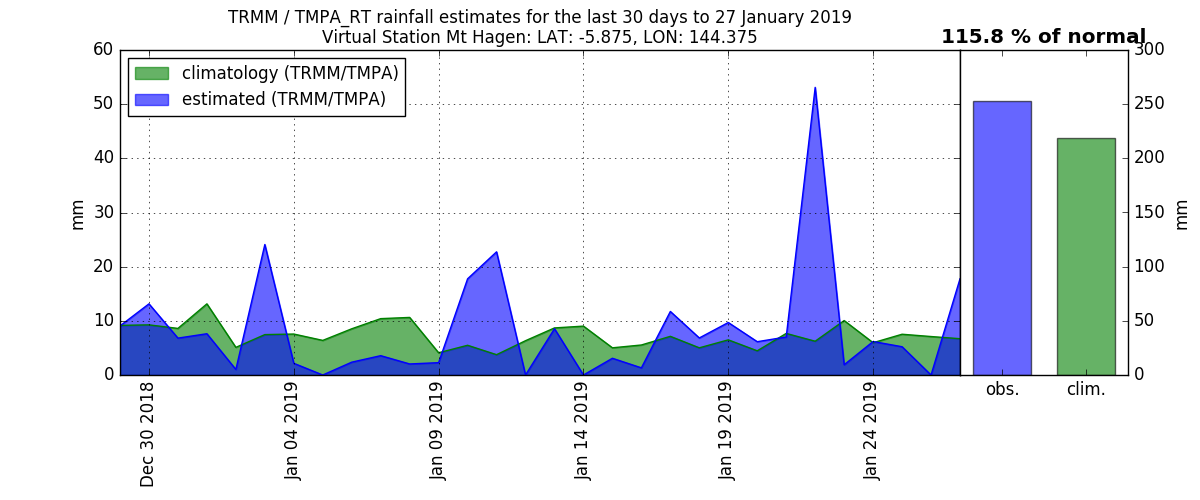 TRMM / TMPA_RT rainfall estimates for the last 30 days to 27 January 2019
Virtual Station Mt Hagen: LAT: -5.875, LON: 144.375
115.8 % of normal
climatology (TRMM/TMPA)
estimated (TRMM/TMPA)
60
50
40
30
20
10
0
mm
Dec 30 2018
Jan 04 2019
Jan 09 2019
Jan 14 2019
Jan 19 2019
Jan 24 2019
obs.
clim.
300
250
200
150
100
50
0
mm